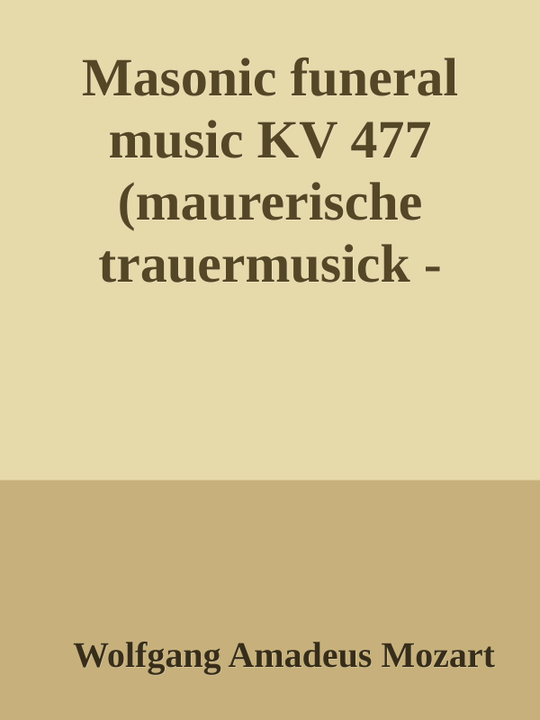 Masonic funeral
music KV 477
(maurerische
trauermusick -
Wolfgang Amadeus Mozart